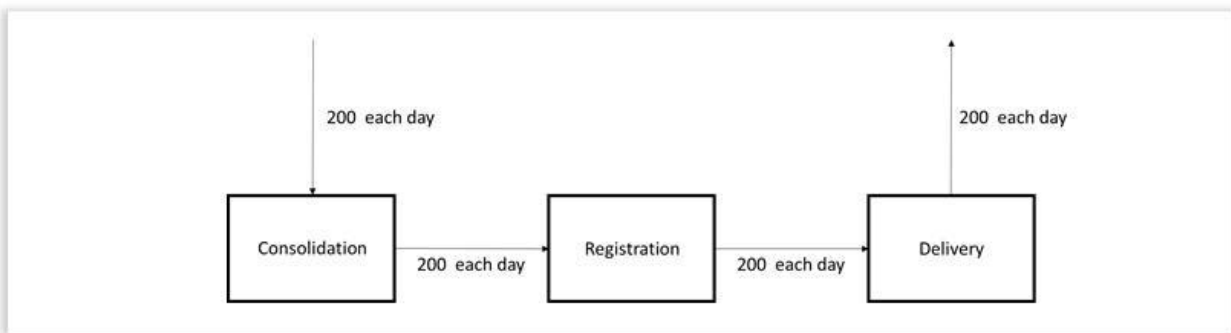 200 each day
200 each day
Consolidation
Registration
Delivery
200 each day
200 each day